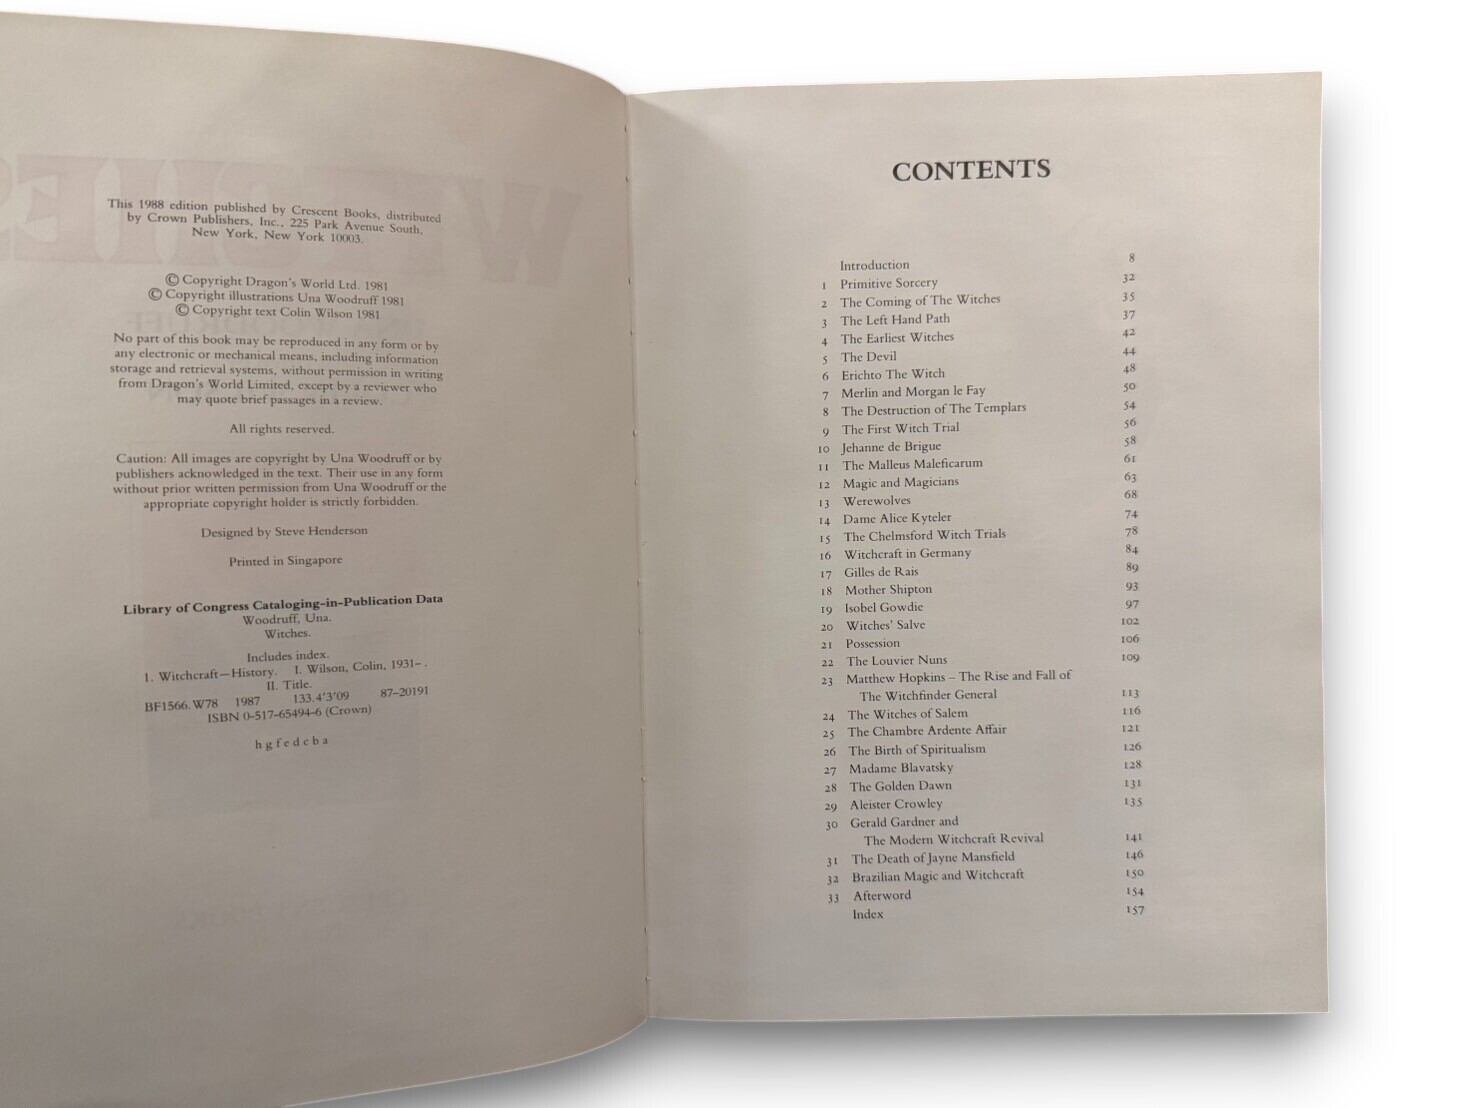 This 1988 edition published by Crescent Books, distributed
by Crown Publishers, Inc., 225 Park Avenue South,
New York, New York 10003.
© Copyright Dragon's World Ltd. 1981
© Copyright illustrations Una Woodruff 1981
© Copyright text Colin Wilson 1981
No part of this book may be reproduced in any form or by
any electronic or mechanical means, including information
storage and retrieval systems, without permission in writing
from Dragon's World Limited, except by a reviewer who
may quote brief passages in a review.
All rights reserved.
Caution: All images are copyright by Una Woodruff or by
publishers acknowledged in the text. Their use in any form
without prior written permission from Una Woodruff or the
appropriate copyright holder is strictly forbidden.
Designed by Steve Henderson
Printed in Singapore
Library of Congress Cataloging-in-Publication Data
Woodruff, Una.
Witches.
Includes index.
1. Witchcraft—History. I. Wilson, Colin, 1931– .
II. Title.
BF1566.W78 1987 133.4'3'09 87–20191
ISBN 0–517–65494–6 (Crown)
h g f e d c b a
CONTENTS
Introduction 8
1 Primitive Sorcery 32
2 The Coming of The Witches 35
3 The Left Hand Path 37
4 The Earliest Witches 42
5 The Devil 44
6 Erichto The Witch 48
7 Merlin and Morgan le Fay 50
8 The Destruction of The Templars 54
9 The First Witch Trial 56
10 Jehanne de Brigue 58
11 The Malleus Maleficarum 61
12 Magic and Magicians 63
13 Werewolves 68
14 Dame Alice Kyteler 74
15 The Chelmsford Witch Trials 78
16 Witchcraft in Germany 84
17 Gilles de Rais 89
18 Mother Shipton 93
19 Isobel Gowdie 97
20 Witches' Salve 102
21 Possession 106
22 The Louvier Nuns 109
23 Matthew Hopkins – The Rise and Fall of
The Witchfinder General 113
24 The Witches of Salem 116
25 The Chambre Ardente Affair 121
26 The Birth of Spiritualism 126
27 Madame Blavatsky 128
28 The Golden Dawn 131
29 Aleister Crowley 135
30 Gerald Gardner and
The Modern Witchcraft Revival 141
31 The Death of Jayne Mansfield 146
32 Brazilian Magic and Witchcraft 150
33 Afterword 154
Index 157